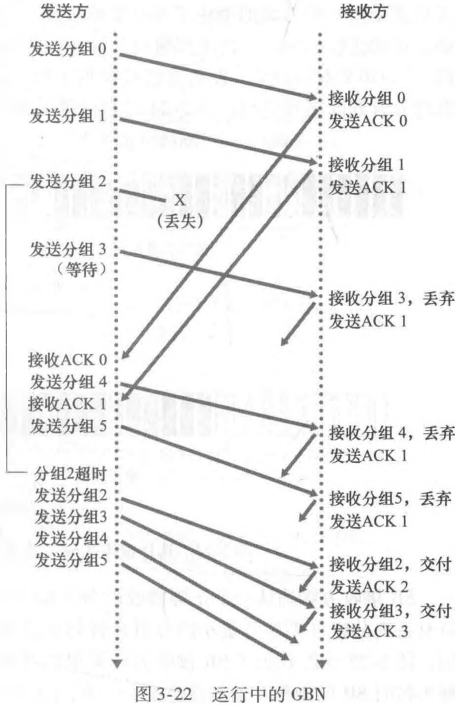 发送方
接收方
发送分组 0
接收分组 0
发送ACK 0
发送分组 1
接收分组 1
发送ACK 1
发送分组 2
X
(丢失)
发送分组 3
(等待)
接收分组 3，丢弃
发送ACK 1
接收ACK 0
发送分组 4
接收ACK 1
发送分组 5
接收分组 4，丢弃
发送ACK 1
分组2超时
发送分组2
发送分组3
发送分组4
发送分组5
接收分组5，丢弃
发送ACK 1
接收分组2，交付
发送ACK 2
接收分组3，交付
发送ACK 3
图 3-22 运行中的 GBN